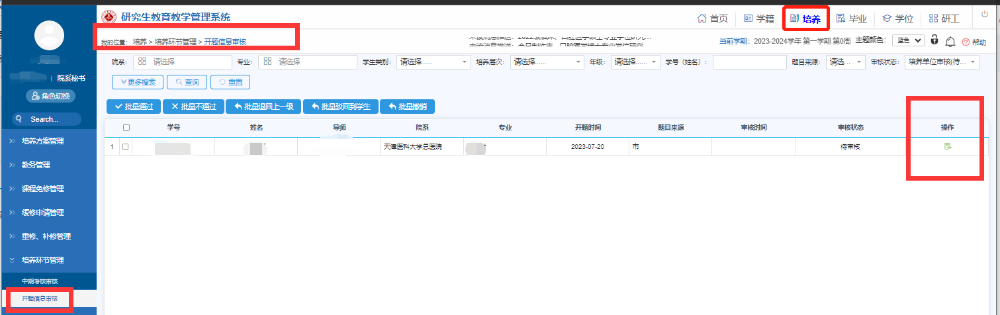 研究生教育教学管理系统
首页
学籍
培养
毕业
学位
研工
我的位置： 培养 > 培养环节管理 > 开题信息审核
当前学期：2023-2024学年 第一学期 第0周
主题颜色：
蓝色
帮助
院系秘书
角色切换
Search...
培养方案管理
教务管理
课程免修管理
缓修申请管理
重修、补修管理
培养环节管理
中期考核审核
开题信息审核
院系： 请选择
专业： 请选择
学生类别： 请选择......
培养层次： 请选择......
年级： 请选择......
学号（姓名）：
题目来源： 请选...
审核状态： 培养单位审核(待...
更多搜索
查询
重置
批量通过
批量不通过
批量退回上一级
批量驳回到学生
批量撤销
学号 姓名 导师 院系 专业 开题时间 题目来源 审核时间 审核状态 操作
1 天津医科大学总医院 2023-07-20 市 待审核